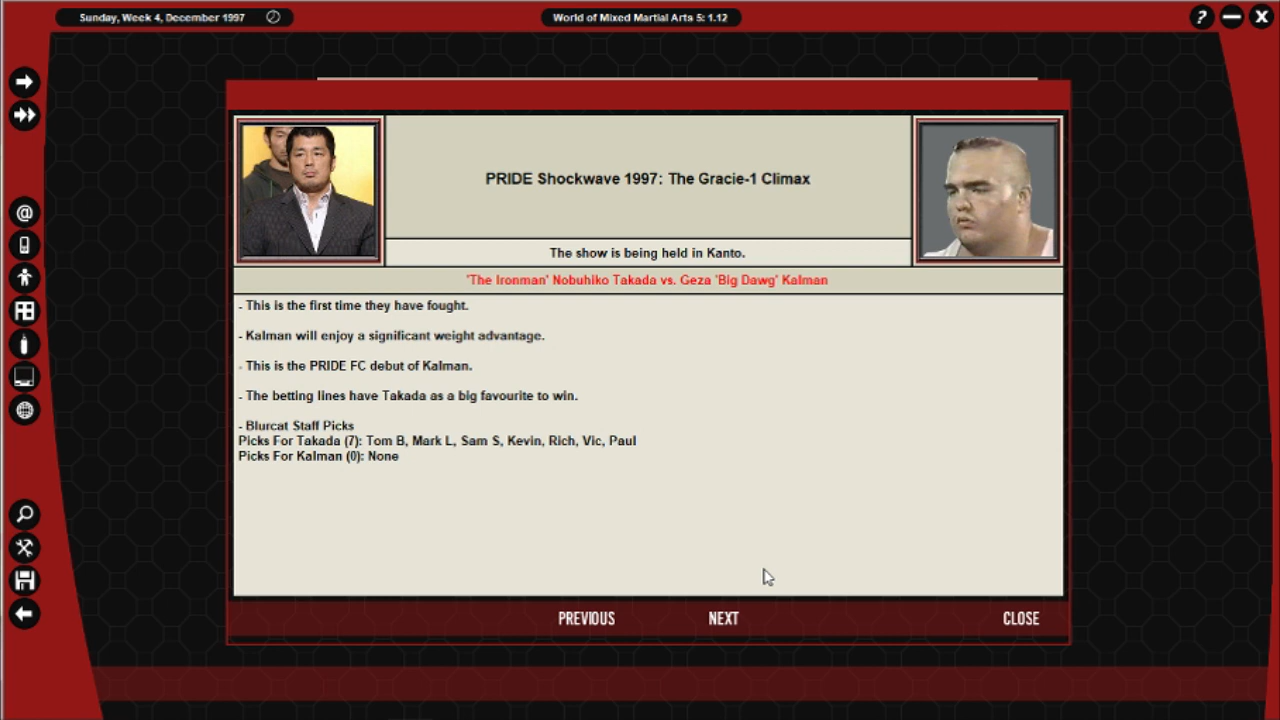 Sunday, Week 4, December 1997
World of Mixed Martial Arts 5: 1.12
?
X
@
PRIDE Shockwave 1997: The Gracie-1 Climax
The show is being held in Kanto.
'The Ironman' Nobuhiko Takada vs. Geza 'Big Dawg' Kalman
- This is the first time they have fought.
- Kalman will enjoy a significant weight advantage.
- This is the PRIDE FC debut of Kalman.
- The betting lines have Takada as a big favourite to win.
- Blurcat Staff Picks
Picks For Takada (7): Tom B, Mark L, Sam S, Kevin, Rich, Vic, Paul
Picks For Kalman (0): None
PREVIOUS
NEXT
CLOSE